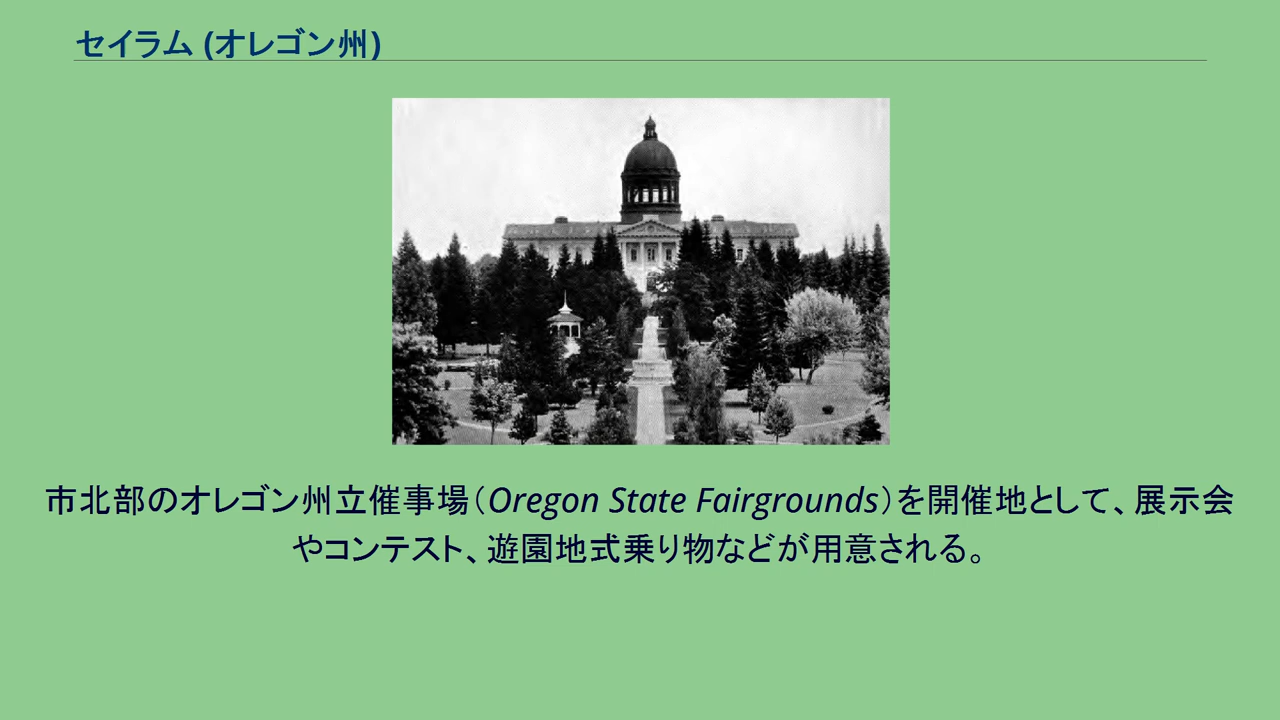 セイラム (オレゴン州)
市北部のオレゴン州立催事場（Oregon State Fairgrounds）を開催地として、展示会
やコンテスト、遊園地式乗り物などが用意される。